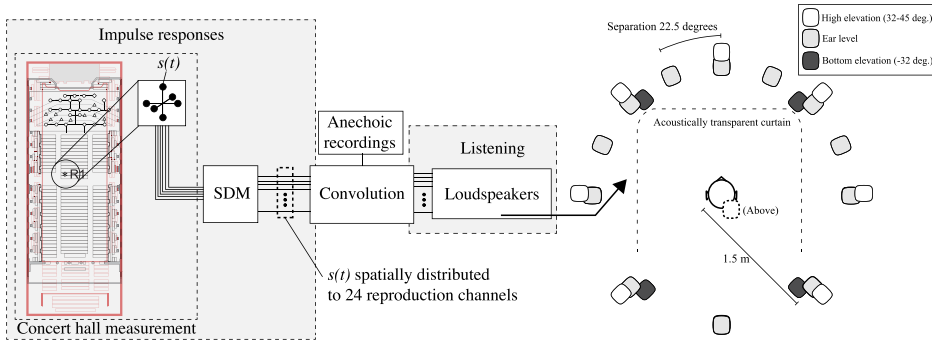 Impulse responses
s(t)
R1
Concert hall measurement
SDM
Anechoic
recordings
Convolution
Listening
Loudspeakers
s(t) spatially distributed
to 24 reproduction channels
Separation 22.5 degrees
High elevation (32-45 deg.)
Ear level
Bottom elevation (-32 deg.)
Acoustically transparent curtain
(Above)
1.5 m